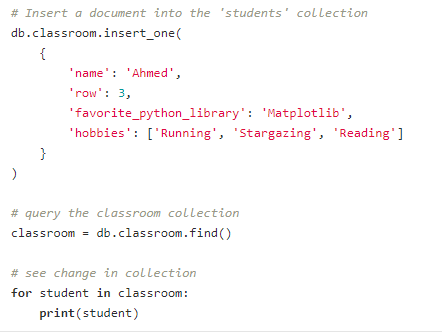 # Insert a document into the 'students' collection
db.classroom.insert_one(
    {
        'name': 'Ahmed',
        'row': 3,
        'favorite_python_library': 'Matplotlib',
        'hobbies': ['Running', 'Stargazing', 'Reading']
    }
)

# query the classroom collection
classroom = db.classroom.find()

# see change in collection
for student in classroom:
    print(student)